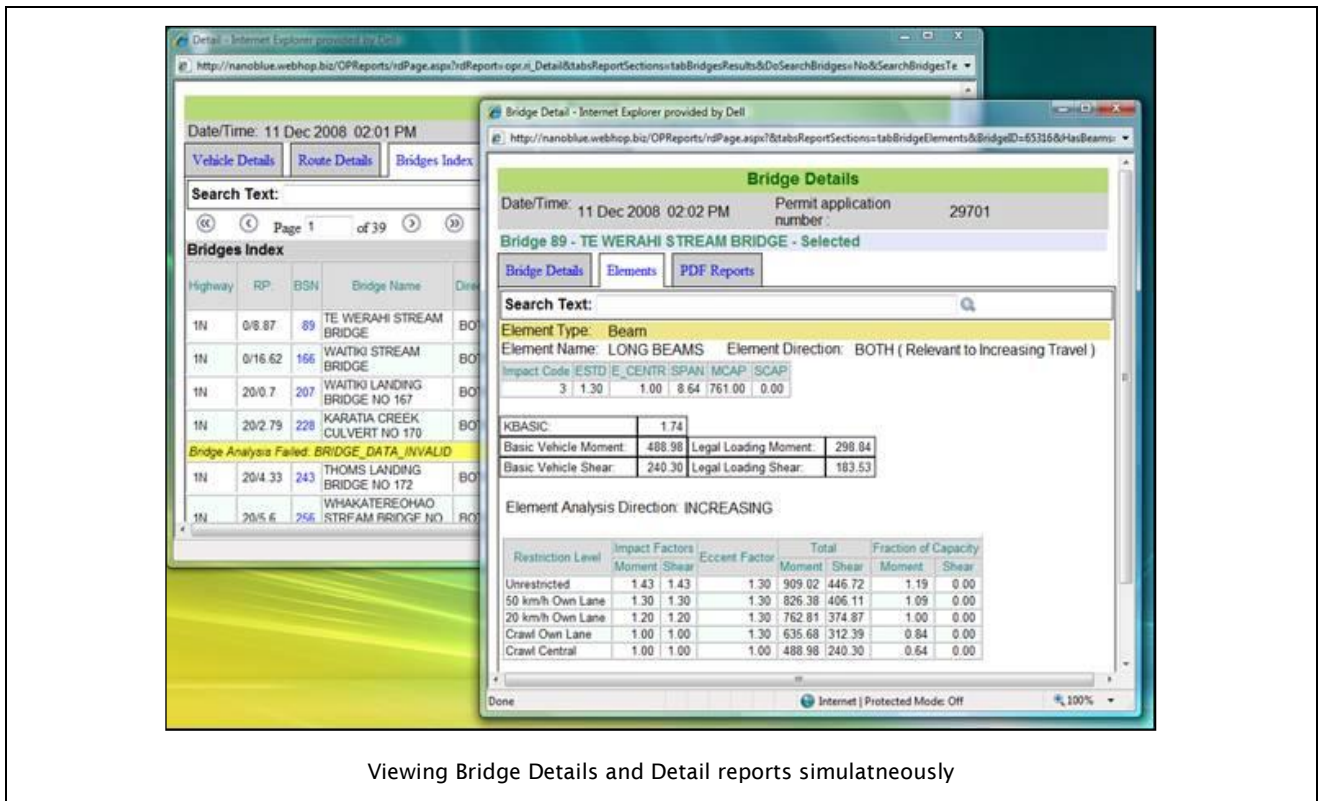 Detail - Internet Explorer provided by Dell
http://nanoblue.webhop.biz/OPReports/rdPage.aspx?rdReport=opr.ri_Detail&tabsReportSections=tabBridgesResults&DoSearchBridges=No&SearchBridgesTe
Date/Time: 11 Dec 2008 02:01 PM
Vehicle Details Route Details Bridges Index
Search Text:
Page 1 of 39
Bridges Index
Highway RP: BSN Bridge Name
1N 0/8.87 89 TE WERAHI STREAM
BRIDGE
1N 0/16.62 166 WAITIKI STREAM
BRIDGE
1N 20/0.7 207 WAITIKI LANDING
BRIDGE NO 167
1N 20/2.79 228 KARATIA CREEK
CULVERT NO 170
Bridge Analysis Failed: BRIDGE_DATA_INVALID
1N 20/4.33 243 THOMS LANDING
BRIDGE NO 172
1N 20/5.6 256 WHAKATEREOHAO
STREAM BRIDGE NO
Bridge Detail - Internet Explorer provided by Dell
http://nanoblue.webhop.biz/OPReports/rdPage.aspx?&tabsReportSections=tabBridgeElements&BridgeID=65316&HasBeams:
Bridge Details
Date/Time: 11 Dec 2008 02:02 PM Permit application
number : 29701
Bridge 89 - TE WERAHI STREAM BRIDGE - Selected
Bridge Details Elements PDF Reports
Search Text:
Element Type: Beam
Element Name: LONG BEAMS Element Direction: BOTH ( Relevant to Increasing Travel )
Impact Code ESTD E_CENTR SPAN MCAP SCAP
3 1.30 1.00 8.64 761.00 0.00
KBASIC: 1.74
Basic Vehicle Moment: 488.98 Legal Loading Moment: 298.84
Basic Vehicle Shear: 240.30 Legal Loading Shear: 183.53
Element Analysis Direction: INCREASING
Restriction Level Impact Factors Eccent Factor Total Fraction of Capacity
Moment Shear Moment Shear Moment Shear
Unrestricted 1.43 1.43 1.30 909.02 446.72 1.19 0.00
50 km/h Own Lane 1.30 1.30 1.30 826.38 406.11 1.09 0.00
20 km/h Own Lane 1.20 1.20 1.30 762.81 374.87 1.00 0.00
Crawl Own Lane 1.00 1.00 1.30 635.68 312.39 0.84 0.00
Crawl Central 1.00 1.00 1.00 488.98 240.30 0.64 0.00
Done Internet | Protected Mode: Off 100%
Viewing Bridge Details and Detail reports simulatneously